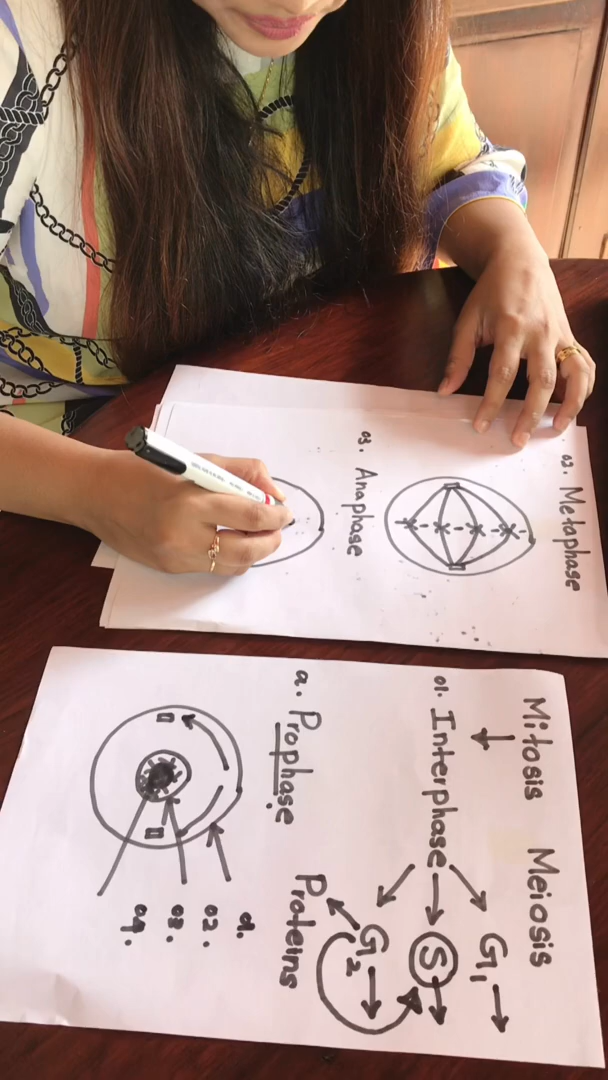 Mitosis Meiosis
01. Interphase
G1
S
G2
Proteins
a. Prophase
01.
02.
03.
04.
02. Metaphase
03. Anaphase